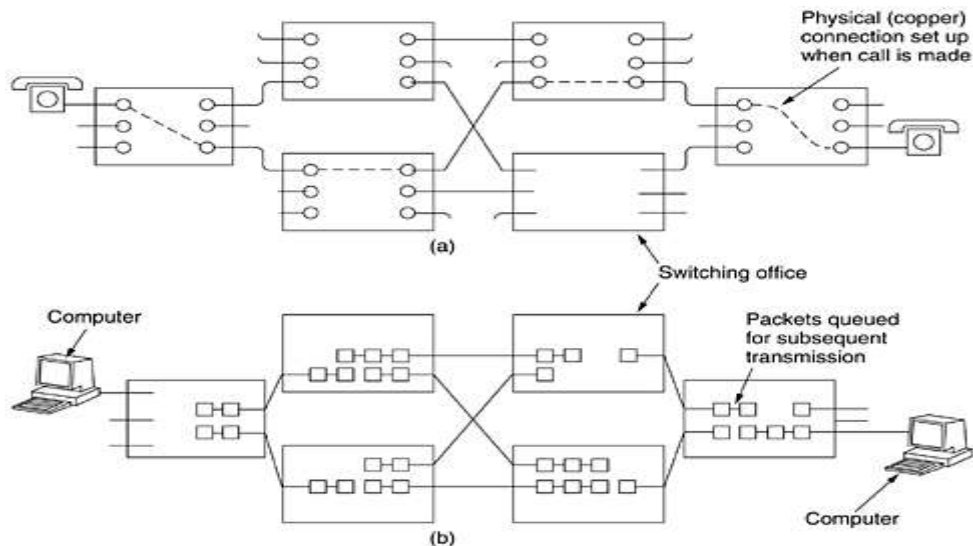 Physical (copper)
connection set up
when call is made
(a)
Switching office
Computer
Packets queued
for subsequent
transmission
Computer
(b)